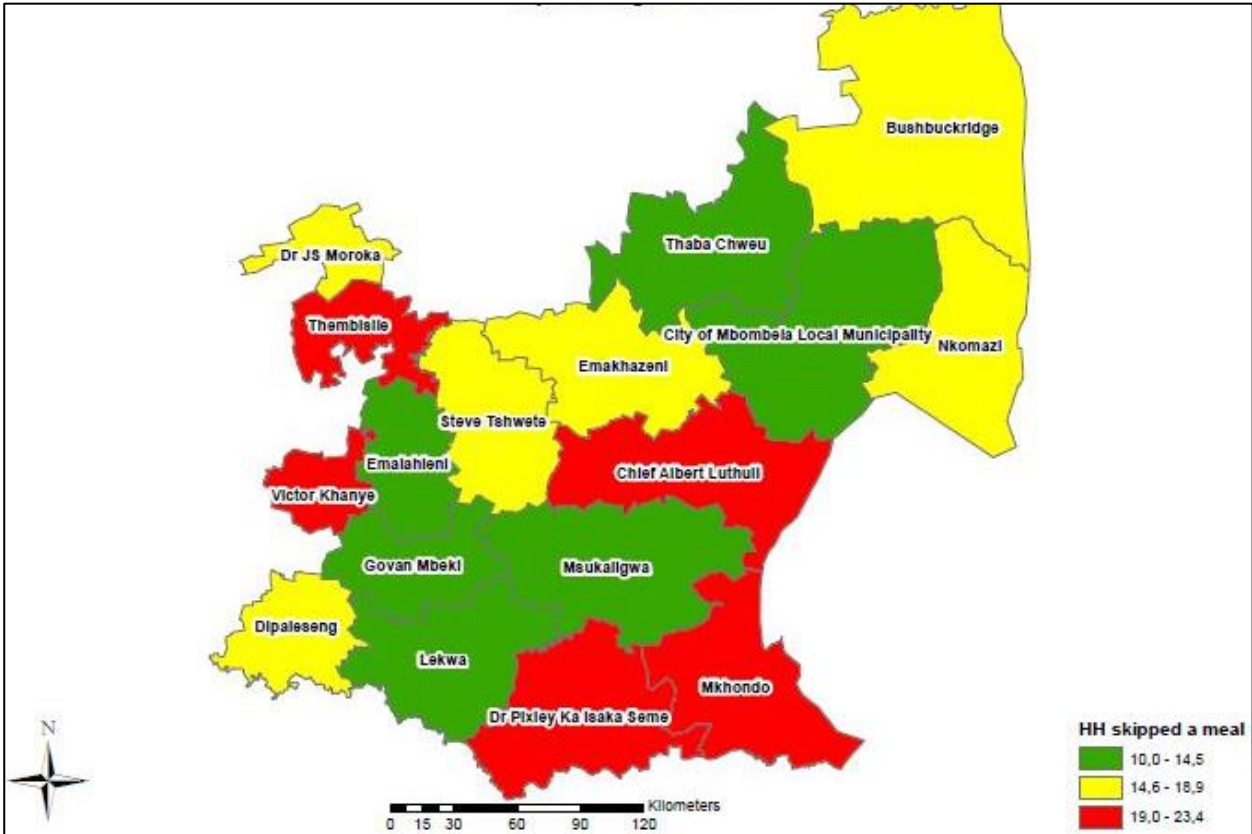 Bushbuckridge
Thaba Chweu
Dr JS Moroka
Thembisile
City of Mbombela Local Municipality
Nkomazi
Emakhazeni
Steve Tshwete
Emalahleni
Chief Albert Luthuli
Victor Khanye
Govan Mbeki
Msukaligwa
Dipaleseng
Lekwa
Mkhondo
Dr Pixley Ka Isaka Seme
N
HH skipped a meal
10,0 - 14,5
14,6 - 18,9
19,0 - 23,4
Kilometers
0 15 30 60 90 120